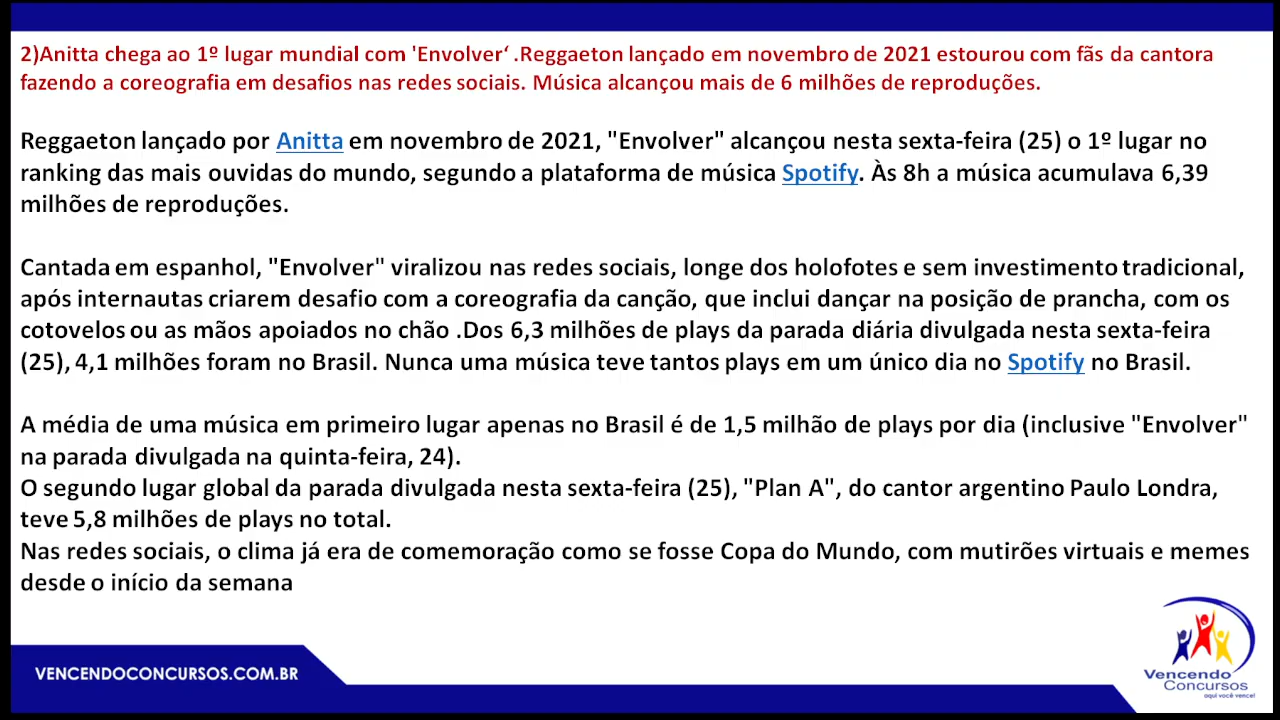 2)Anitta chega ao 1º lugar mundial com 'Envolver‘ .Reggaeton lançado em novembro de 2021 estourou com fãs da cantora
fazendo a coreografia em desafios nas redes sociais. Música alcançou mais de 6 milhões de reproduções.
Reggaeton lançado por Anitta em novembro de 2021, "Envolver" alcançou nesta sexta-feira (25) o 1º lugar no
ranking das mais ouvidas do mundo, segundo a plataforma de música Spotify. Às 8h a música acumulava 6,39
milhões de reproduções.
Cantada em espanhol, "Envolver" viralizou nas redes sociais, longe dos holofotes e sem investimento tradicional,
após internautas criarem desafio com a coreografia da canção, que inclui dançar na posição de prancha, com os
cotovelos ou as mãos apoiados no chão .Dos 6,3 milhões de plays da parada diária divulgada nesta sexta-feira
(25), 4,1 milhões foram no Brasil. Nunca uma música teve tantos plays em um único dia no Spotify no Brasil.
A média de uma música em primeiro lugar apenas no Brasil é de 1,5 milhão de plays por dia (inclusive "Envolver"
na parada divulgada na quinta-feira, 24).
O segundo lugar global da parada divulgada nesta sexta-feira (25), "Plan A", do cantor argentino Paulo Londra,
teve 5,8 milhões de plays no total.
Nas redes sociais, o clima já era de comemoração como se fosse Copa do Mundo, com mutirões virtuais e memes
desde o início da semana
VENCENDOCONCURSOS.COM.BR
Vencendo
Concursos
aqui você vence!